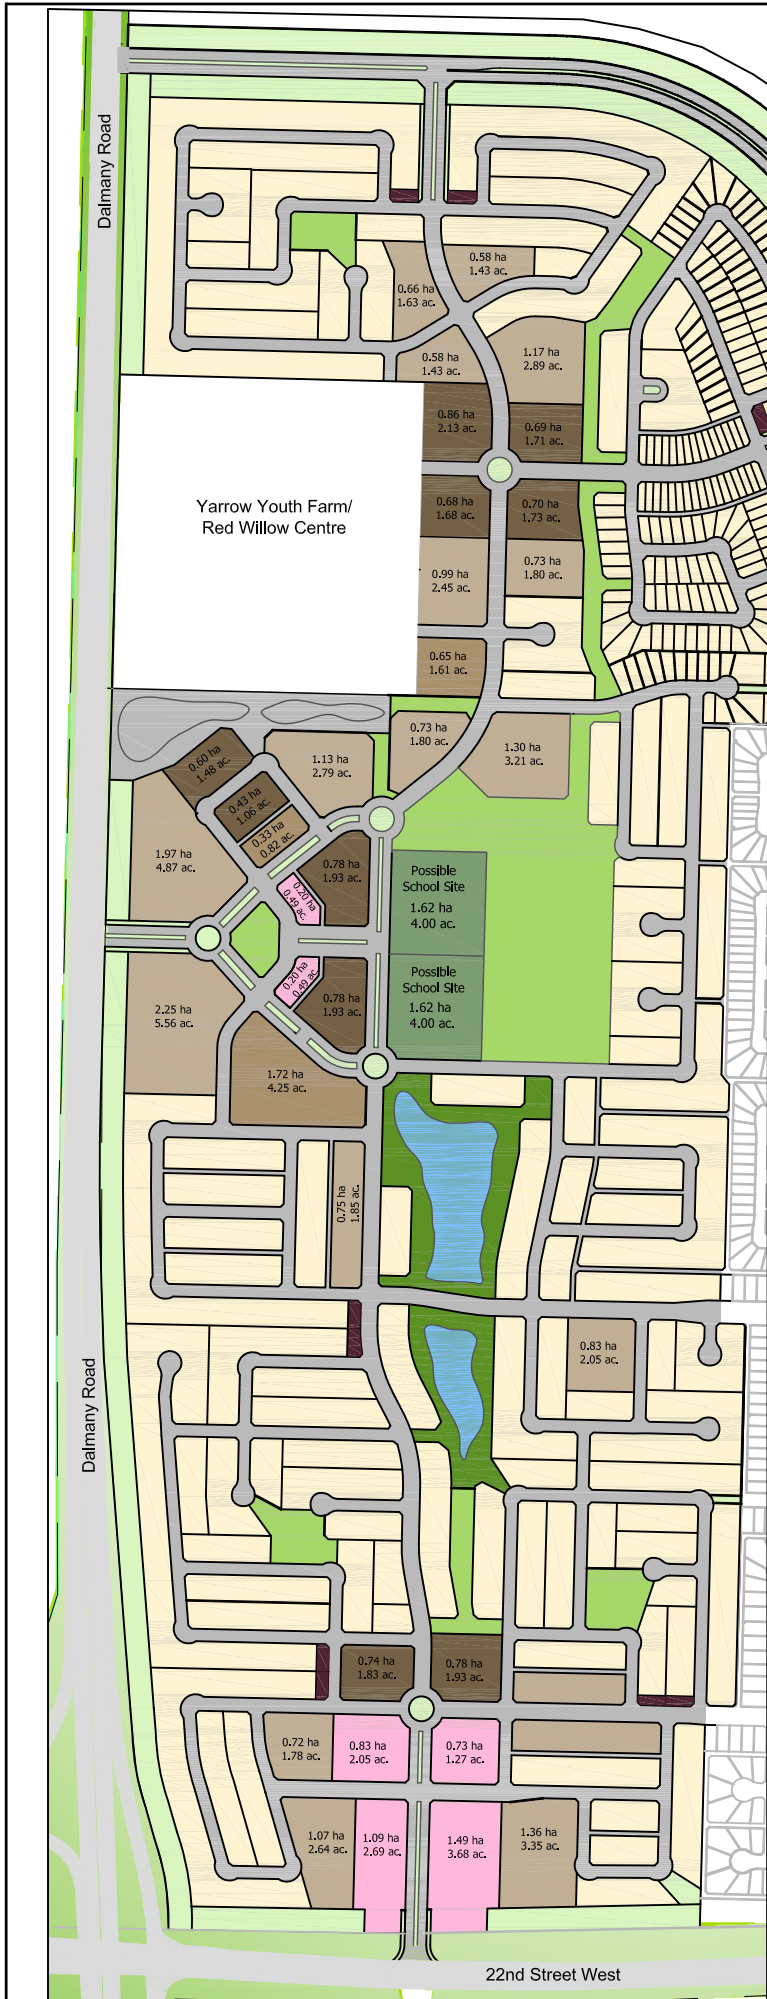 Dalmany Road
0.58 ha
1.43 ac.
0.66 ha
1.63 ac.
0.58 ha
1.43 ac.
1.17 ha
2.89 ac.
0.86 ha
2.13 ac.
0.69 ha
1.71 ac.
Yarrow Youth Farm/
Red Willow Centre
0.68 ha
1.68 ac.
0.70 ha
1.73 ac.
0.99 ha
2.45 ac.
0.73 ha
1.80 ac.
0.65 ha
1.61 ac.
0.73 ha
1.80 ac.
1.30 ha
3.21 ac.
0.60 ha
1.48 ac.
1.13 ha
2.79 ac.
0.43 ha
1.06 ac.
0.33 ha
0.82 ac.
1.97 ha
4.87 ac.
0.78 ha
1.93 ac.
Possible
School Site
1.62 ha
4.00 ac.
0.20 ha
0.49 ac.
0.20 ha
0.49 ac.
0.78 ha
1.93 ac.
Possible
School Site
1.62 ha
4.00 ac.
2.25 ha
5.56 ac.
1.72 ha
4.25 ac.
0.75 ha
1.85 ac.
0.83 ha
2.05 ac.
Dalmany Road
0.74 ha
1.83 ac.
0.78 ha
1.93 ac.
0.72 ha
1.78 ac.
0.83 ha
2.05 ac.
0.73 ha
1.27 ac.
1.07 ha
2.64 ac.
1.09 ha
2.69 ac.
1.49 ha
3.68 ac.
1.36 ha
3.35 ac.
22nd Street West